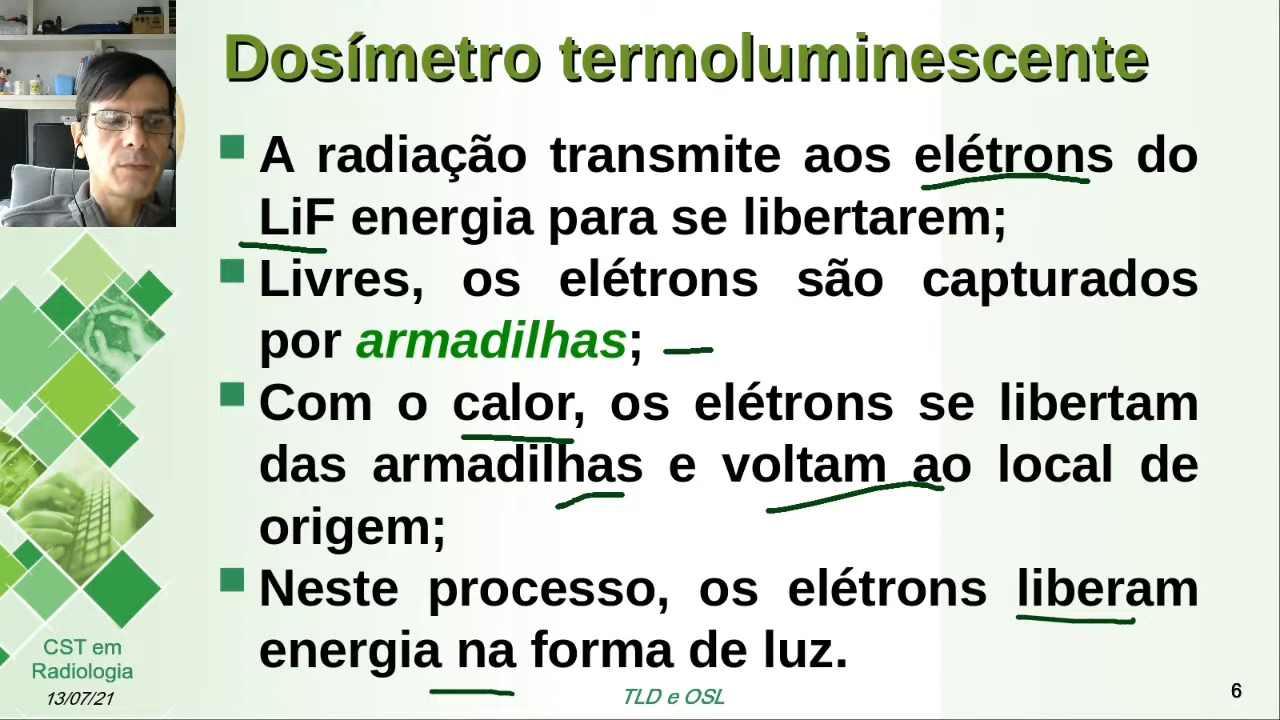 Dosímetro termoluminescente
A radiação transmite aos elétrons do
LiF energia para se libertarem;
Livres, os elétrons são capturados
por armadilhas;
Com o calor, os elétrons se libertam
das armadilhas e voltam ao local de
origem;
Neste processo, os elétrons liberam
energia na forma de luz.
CST em
Radiologia
13/07/21
TLD e OSL
6